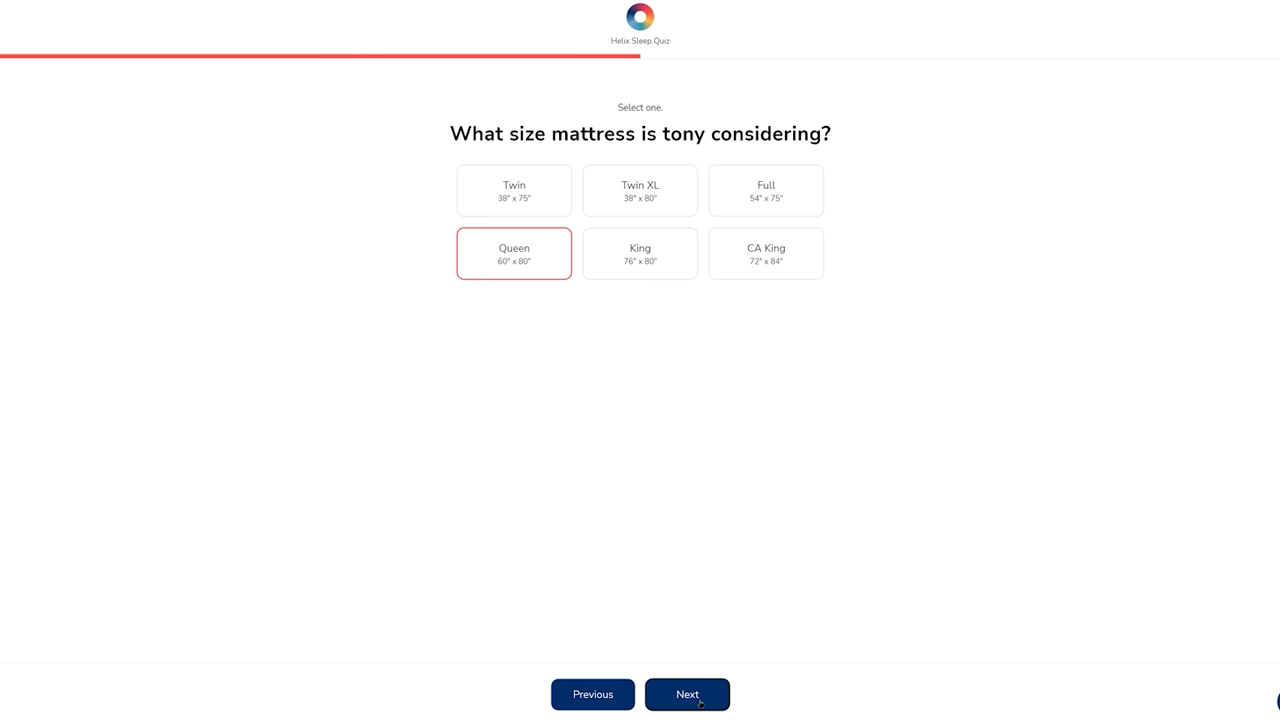 Helix Sleep Quiz
Select one.
What size mattress is tony considering?
Twin
38" x 75"
Twin XL
38" x 80"
Full
54" x 75"
Queen
60" x 80"
King
76" x 80"
CA King
72" x 84"
Previous
Next